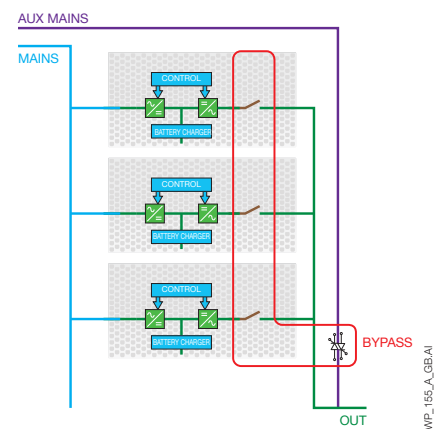 AUX MAINS
MAINS
CONTROL
BATTERY CHARGER
CONTROL
BATTERY CHARGER
CONTROL
BATTERY CHARGER
BYPASS
OUT
WP_155_A_GB.AI